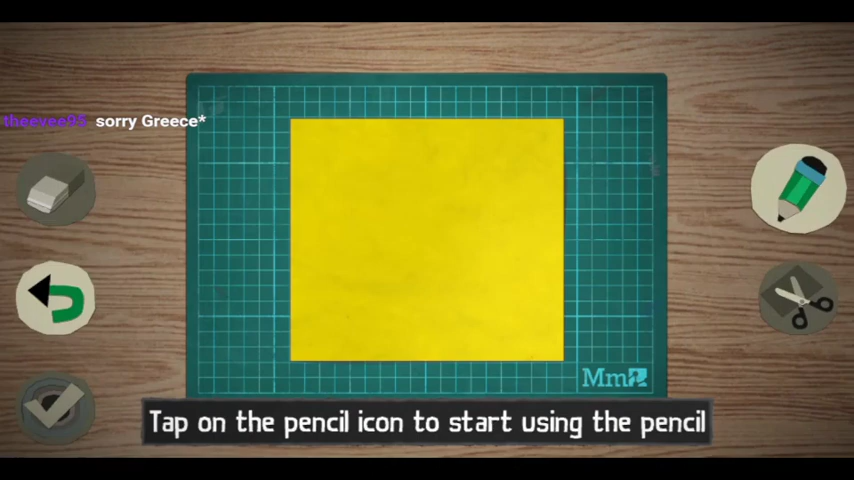 theevee95 sorry Greece*
Mm
Tap on the pencil icon to start using the pencil